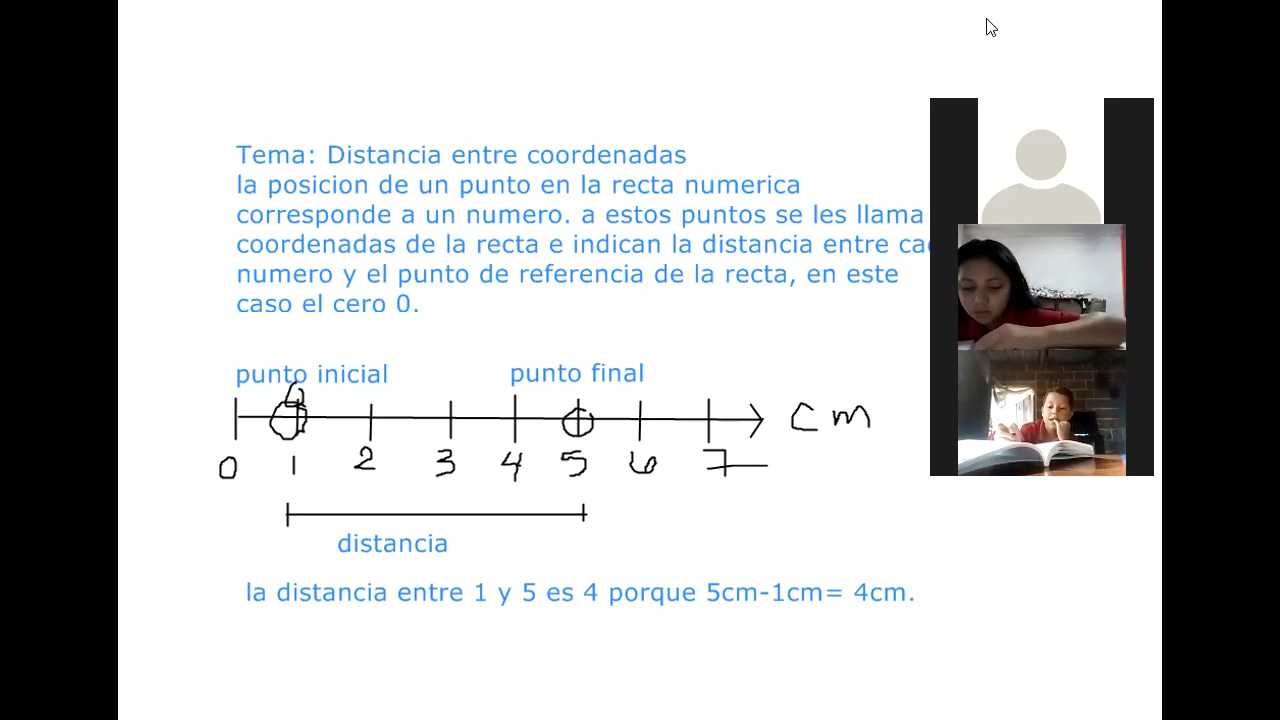 Tema: Distancia entre coordenadas
la posicion de un punto en la recta numerica
corresponde a un numero. a estos puntos se les llama
coordenadas de la recta e indican la distancia entre
numero y el punto de referencia de la recta, en este
caso el cero 0.
punto inicial punto final
cm
0 1 2 3 4 5 6 7
distancia
la distancia entre 1 y 5 es 4 porque 5cm-1cm= 4cm.